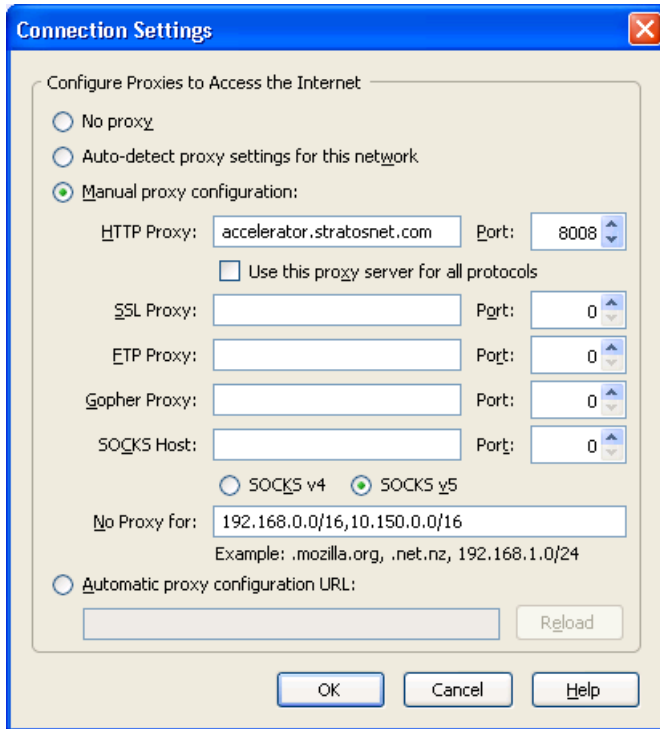 Connection Settings
Configure Proxies to Access the Internet
No proxy
Auto-detect proxy settings for this network
Manual proxy configuration:
HTTP Proxy: accelerator.stratosnet.com Port: 8008
Use this proxy server for all protocols
SSL Proxy: Port: 0
FTP Proxy: Port: 0
Gopher Proxy: Port: 0
SOCKS Host: Port: 0
SOCKS v4 SOCKS v5
No Proxy for: 192.168.0.0/16,10.150.0.0/16
Example: .mozilla.org, .net.nz, 192.168.1.0/24
Automatic proxy configuration URL:
Reload
OK Cancel Help